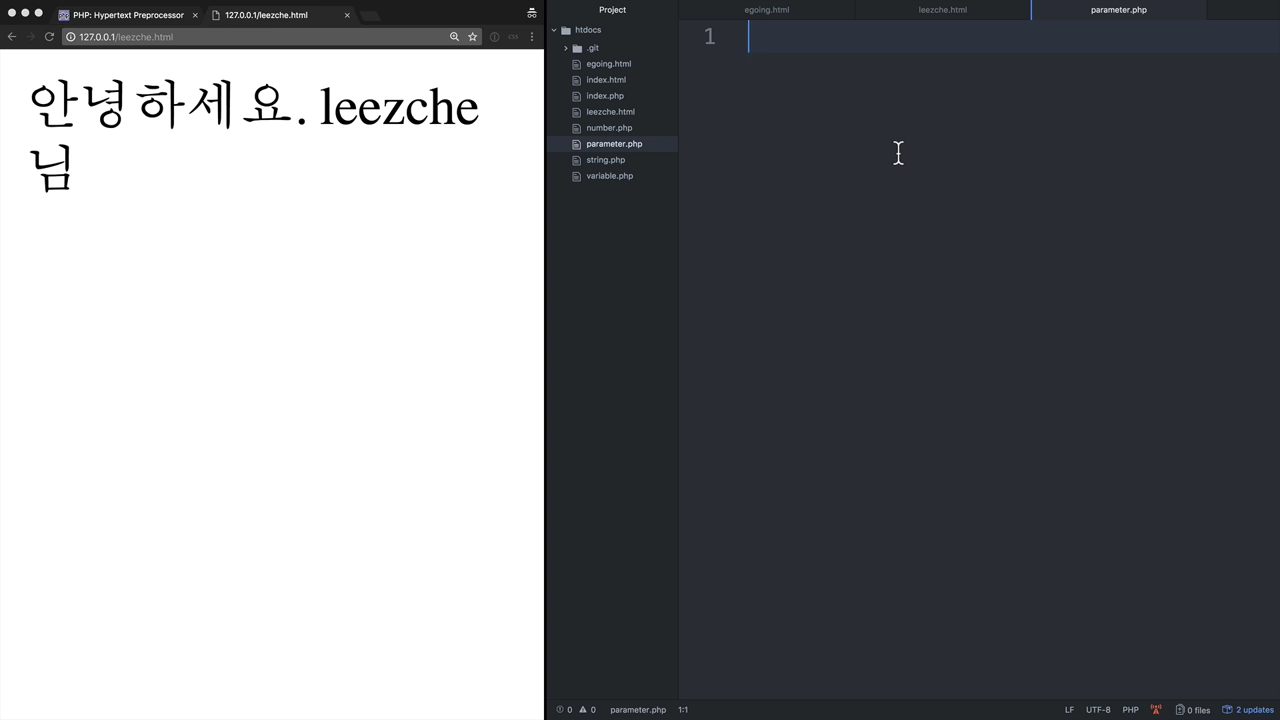 PHP: Hypertext Preprocessor
127.0.0.1/leezche.html
127.0.0.1/leezche.html
안녕하세요. leezche
님
Project
htdocs
.git
egoing.html
index.html
index.php
leezche.html
number.php
parameter.php
string.php
variable.php
egoing.html
leezche.html
parameter.php
1
0
0
parameter.php
1:1
LF
UTF-8
PHP
0 files
2 updates